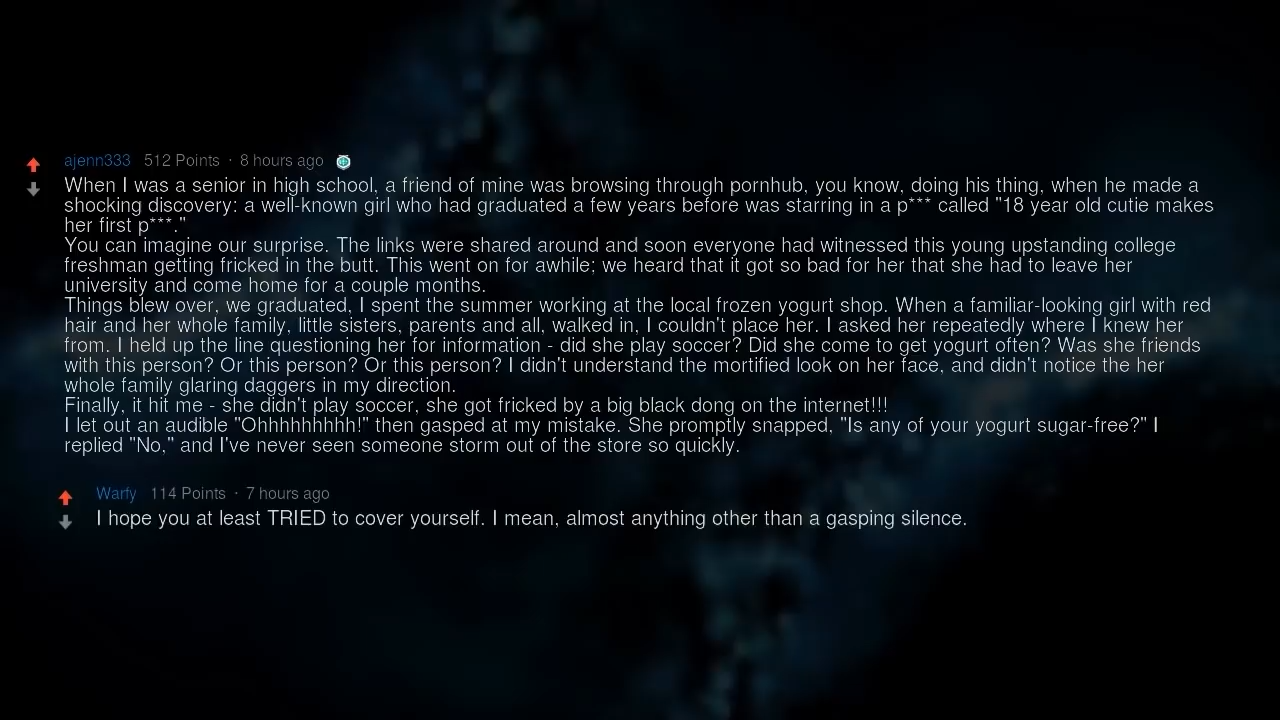 ajenn333 512 Points · 8 hours ago
When I was a senior in high school, a friend of mine was browsing through pornhub, you know, doing his thing, when he made a
shocking discovery: a well-known girl who had graduated a few years before was starring in a p*** called "18 year old cutie makes
her first p***."
You can imagine our surprise. The links were shared around and soon everyone had witnessed this young upstanding college
freshman getting fricked in the butt. This went on for awhile; we heard that it got so bad for her that she had to leave her
university and come home for a couple months.
Things blew over, we graduated, I spent the summer working at the local frozen yogurt shop. When a familiar-looking girl with red
hair and her whole family, little sisters, parents and all, walked in, I couldn't place her. I asked her repeatedly where I knew her
from. I held up the line questioning her for information - did she play soccer? Did she come to get yogurt often? Was she friends
with this person? Or this person? Or this person? I didn't understand the mortified look on her face, and didn't notice the her
whole family glaring daggers in my direction.
Finally, it hit me - she didn't play soccer, she got fricked by a big black dong on the internet!!!
I let out an audible "Ohhhhhhhhh!" then gasped at my mistake. She promptly snapped, "Is any of your yogurt sugar-free?" I
replied "No," and I've never seen someone storm out of the store so quickly.
Warfy 114 Points · 7 hours ago
I hope you at least TRIED to cover yourself. I mean, almost anything other than a gasping silence.